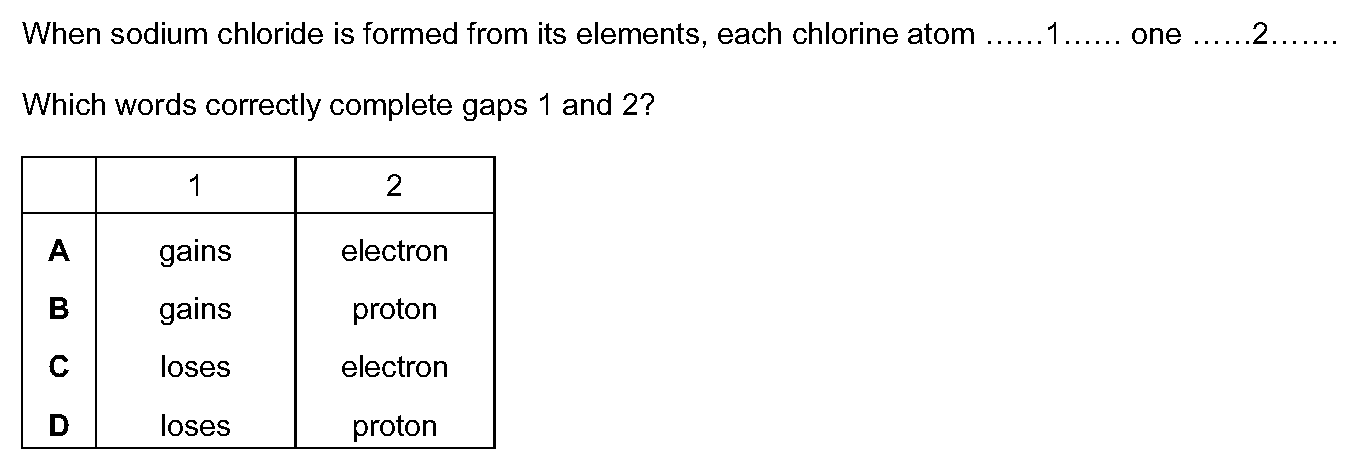 When sodium chloride is formed from its elements, each chlorine atom ......1...... one ......2.......
Which words correctly complete gaps 1 and 2?
1 2
A gains electron
B gains proton
C loses electron
D loses proton